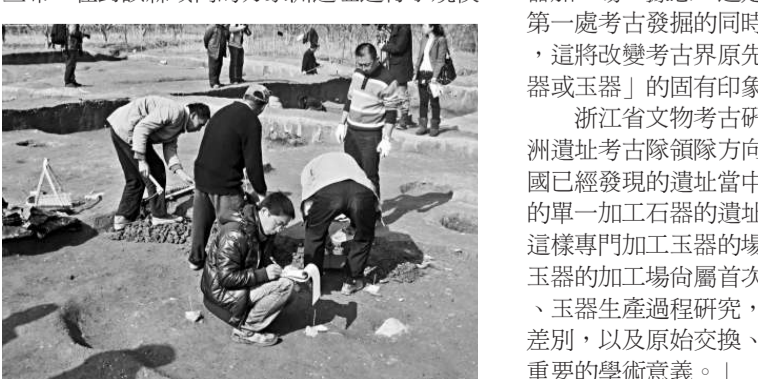 第一處考古發掘的同時
，這將改變考古界原先
器或玉器」的固有印象
浙江省文物考古研
洲遺址考古隊領隊方向
國已經發現的遺址當中
的單一加工石器的遺址
這樣專門加工玉器的場
玉器的加工場尚屬首次
、玉器生產過程研究，
差別，以及原始交換、
重要的學術意義。」